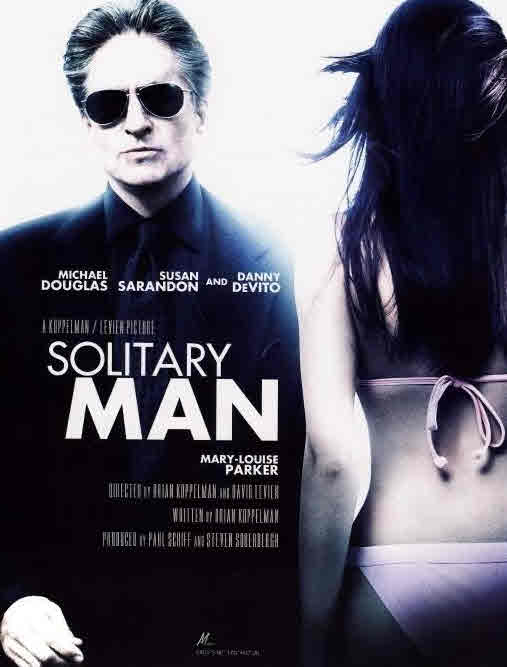 MICHAEL DOUGLAS SUSAN SARANDON AND DANNY DeVITO
A KOPPELMAN / LEVIEN PICTURE
SOLITARY
MAN
MARY-LOUISE
PARKER
DIRECTED BY BRIAN KOPPELMAN AND DAVID LEVIEN
WRITTEN BY BRIAN KOPPELMAN
PRODUCED BY PAUL SCHIFF AND STEVEN SODERBERGH